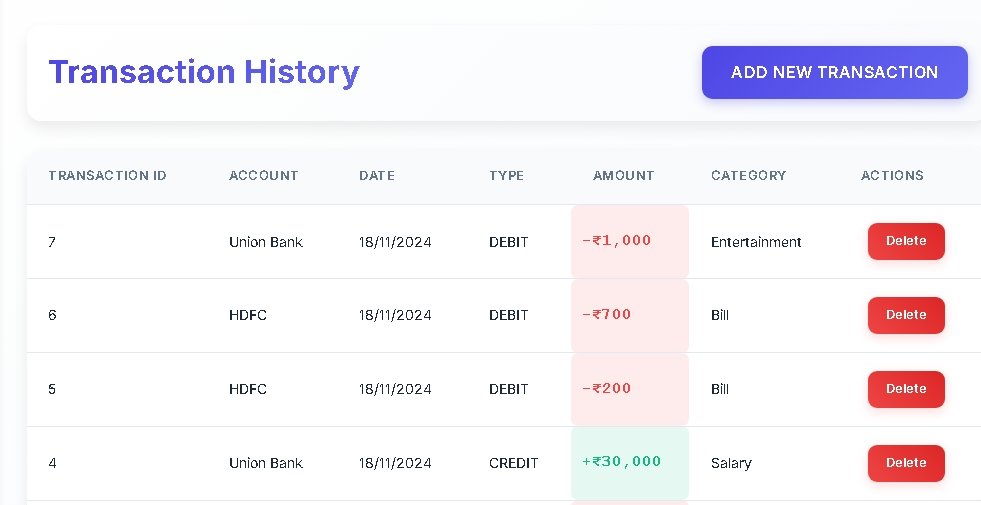 Transaction History
ADD NEW TRANSACTION
TRANSACTION ID ACCOUNT DATE TYPE AMOUNT CATEGORY ACTIONS
7 Union Bank 18/11/2024 DEBIT -₹1,000 Entertainment Delete
6 HDFC 18/11/2024 DEBIT -₹700 Bill Delete
5 HDFC 18/11/2024 DEBIT -₹200 Bill Delete
4 Union Bank 18/11/2024 CREDIT +₹30,000 Salary Delete